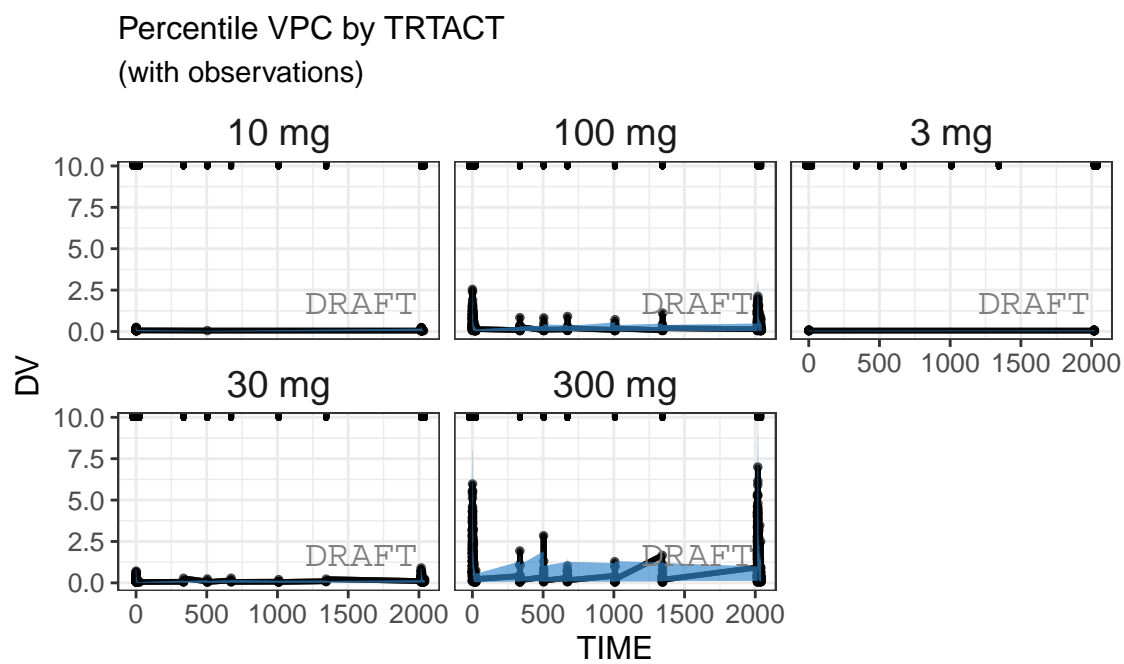 Percentile VPC by TRTACT
(with observations)
10 mg
100 mg
3 mg
10.0
7.5
5.0
2.5
0.0
DRAFT
DRAFT
DRAFT
0 500 1000 1500 2000
DV
30 mg
300 mg
10.0
7.5
5.0
2.5
0.0
DRAFT
DRAFT
0 500 1000 1500 2000
0 500 1000 1500 2000
TIME